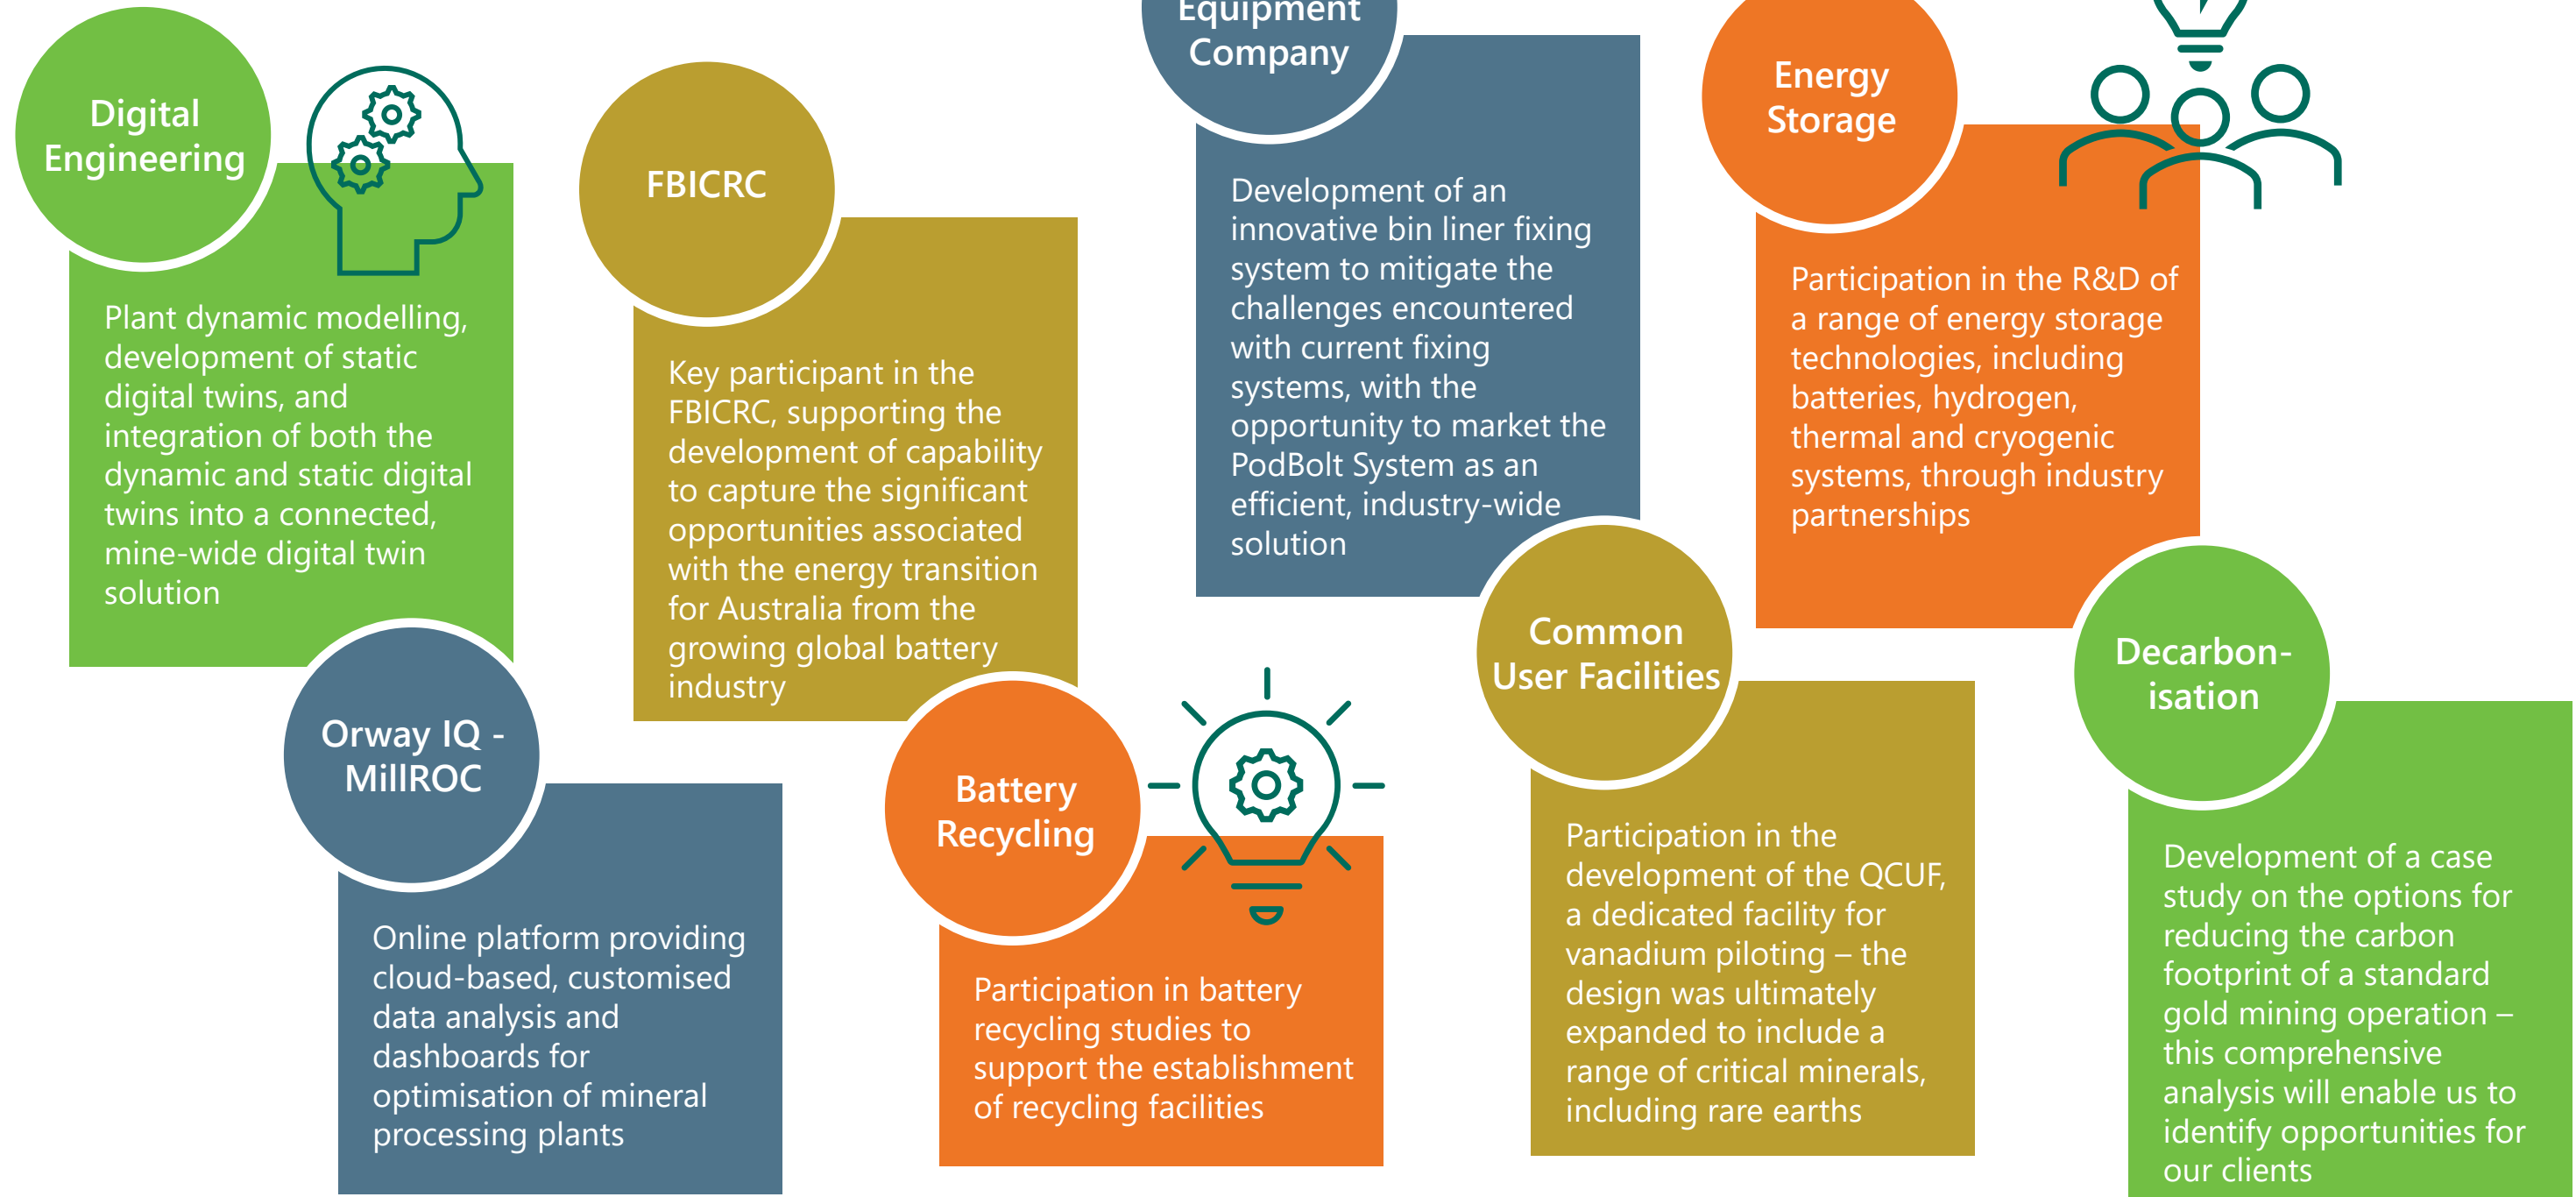 Digital
Engineering
Plant dynamic modelling,
development of static
digital twins, and
integration of both the
dynamic and static digital
twins into a connected,
mine-wide digital twin
solution
Orway IQ -
MillROC
Online platform providing
cloud-based, customised
data analysis and
dashboards for
optimisation of mineral
processing plants
FBICRC
Key participant in the
FBICRC, supporting the
development of capability
to capture the significant
opportunities associated
with the energy transition
for Australia from the
growing global battery
industry
Battery
Recycling
Participation in battery
recycling studies to
support the establishment
of recycling facilities
Equipment
Company
Development of an
innovative bin liner fixing
system to mitigate the
challenges encountered
with current fixing
systems, with the
opportunity to market the
PodBolt System as an
efficient, industry-wide
solution
Common
User Facilities
Participation in the
development of the QCUF,
a dedicated facility for
vanadium piloting – the
design was ultimately
expanded to include a
range of critical minerals,
including rare earths
Energy
Storage
Participation in the R&D of
a range of energy storage
technologies, including
batteries, hydrogen,
thermal and cryogenic
systems, through industry
partnerships
Decarbon-
isation
Development of a case
study on the options for
reducing the carbon
footprint of a standard
gold mining operation –
this comprehensive
analysis will enable us to
identify opportunities for
our clients